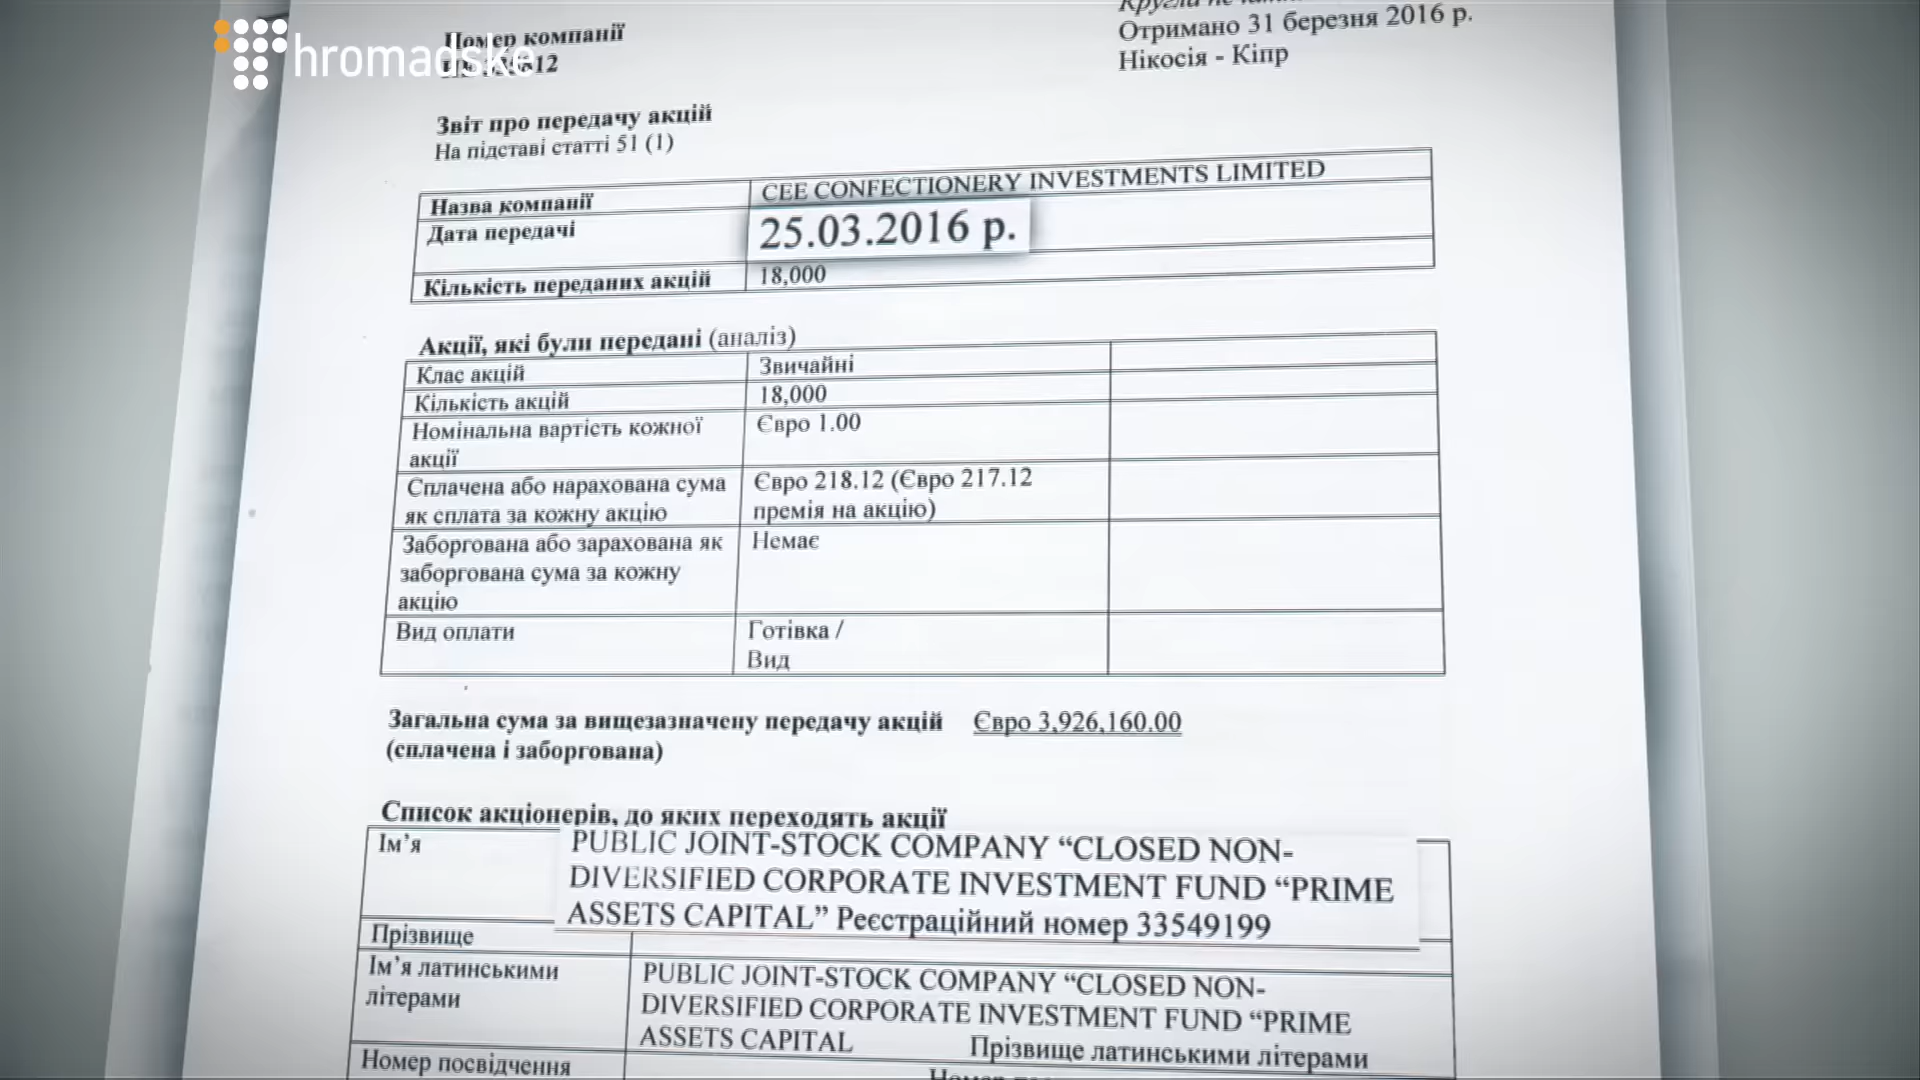 hromadske
Номер компанії
Отримано 31 березня 2016 р.
Нікосія - Кіпр
Звіт про передачу акцій
На підставі статті 51 (1)
Назва компанії CEE CONFECTIONERY INVESTMENTS LIMITED
Дата передачі 25.03.2016 р.
Кількість переданих акцій 18,000
Акції, які були передані (аналіз)
Клас акцій Звичайні
Кількість акцій 18,000
Номінальна вартість кожної Євро 1.00
акції
Сплачена або нарахована сума Євро 218.12 (Євро 217.12
як сплата за кожну акцію премія на акцію)
Заборгована або зарахована як Немає
заборгована сума за кожну
акцію
Вид оплати Готівка /
Вид
Загальна сума за вищезазначену передачу акцій Євро 3,926,160.00
(сплачена і заборгована)
Список акціонерів, до яких переходять акції
Ім’я PUBLIC JOINT-STOCK COMPANY “CLOSED NON-
DIVERSIFIED CORPORATE INVESTMENT FUND “PRIME
ASSETS CAPITAL” Реєстраційний номер 33549199
Прізвище
Ім’я латинськими PUBLIC JOINT-STOCK COMPANY “CLOSED NON-
літерами DIVERSIFIED CORPORATE INVESTMENT FUND “PRIME
ASSETS CAPITAL Прізвище латинськими літерами
Номер посвідчення